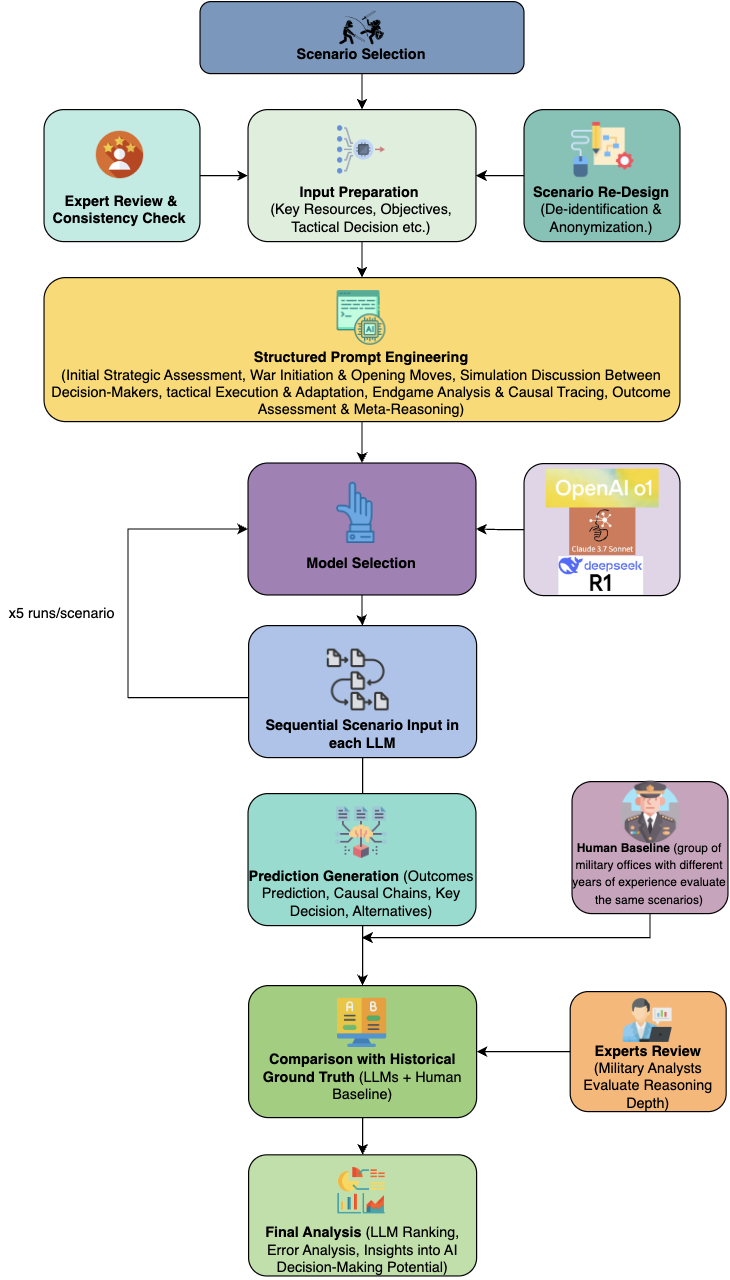 Scenario Selection
Expert Review &
Consistency Check
Input Preparation
(Key Resources, Objectives,
Tactical Decision etc.)
Scenario Re-Design
(De-identification &
Anonymization.)
AI
Structured Prompt Engineering
(Initial Strategic Assessment, War Initiation & Opening Moves, Simulation Discussion Between
Decision-Makers, tactical Execution & Adaptation, Endgame Analysis & Causal Tracing, Outcome
Assessment & Meta-Reasoning)
Model Selection
OpenAI o1
Claude 3.7 Sonnet
deepseek
R1
x5 runs/scenario
Sequential Scenario Input in
each LLM
Prediction Generation (Outcomes
Prediction, Causal Chains, Key
Decision, Alternatives)
Human Baseline (group of
military offices with different
years of experience evaluate
the same scenarios)
A B
Comparison with Historical
Ground Truth (LLMs + Human
Baseline)
Experts Review
(Military Analysts
Evaluate Reasoning
Depth)
Final Analysis (LLM Ranking,
Error Analysis, Insights into AI
Decision-Making Potential)